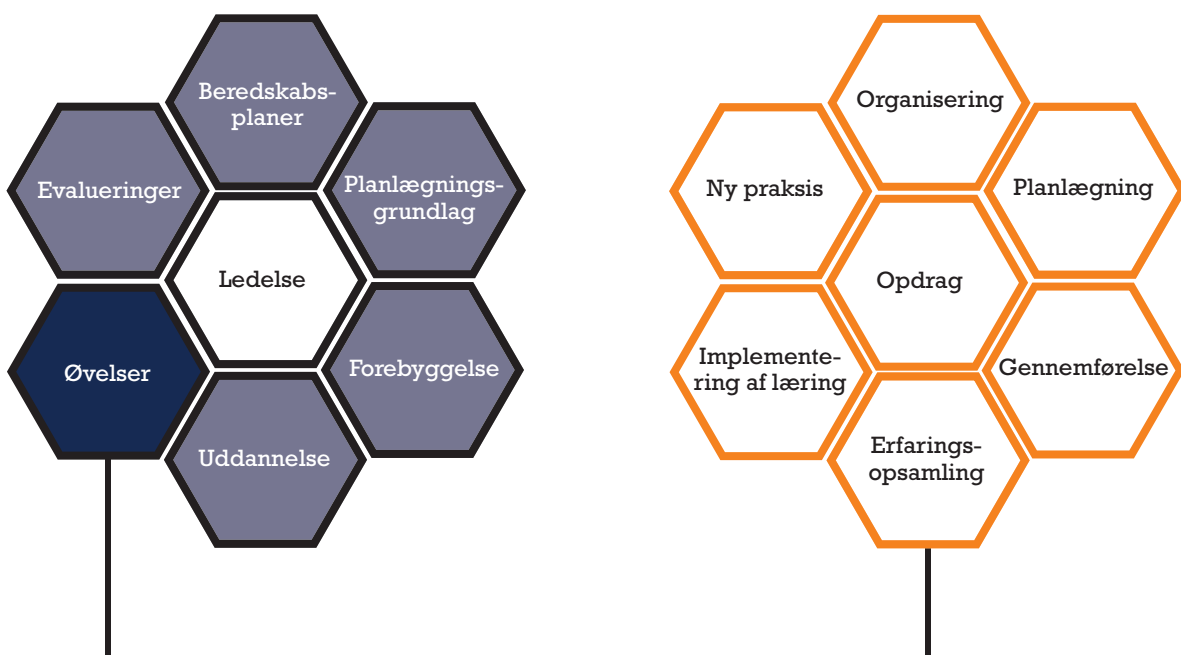 Beredskabs-
planer
Evalueringer
Planlægnings-
grundlag
Ledelse
Øvelser
Forebyggelse
Uddannelse
Organisering
Ny praksis
Planlægning
Opdrag
Implemente-
ring af læring
Gennemførelse
Erfarings-
opsamling